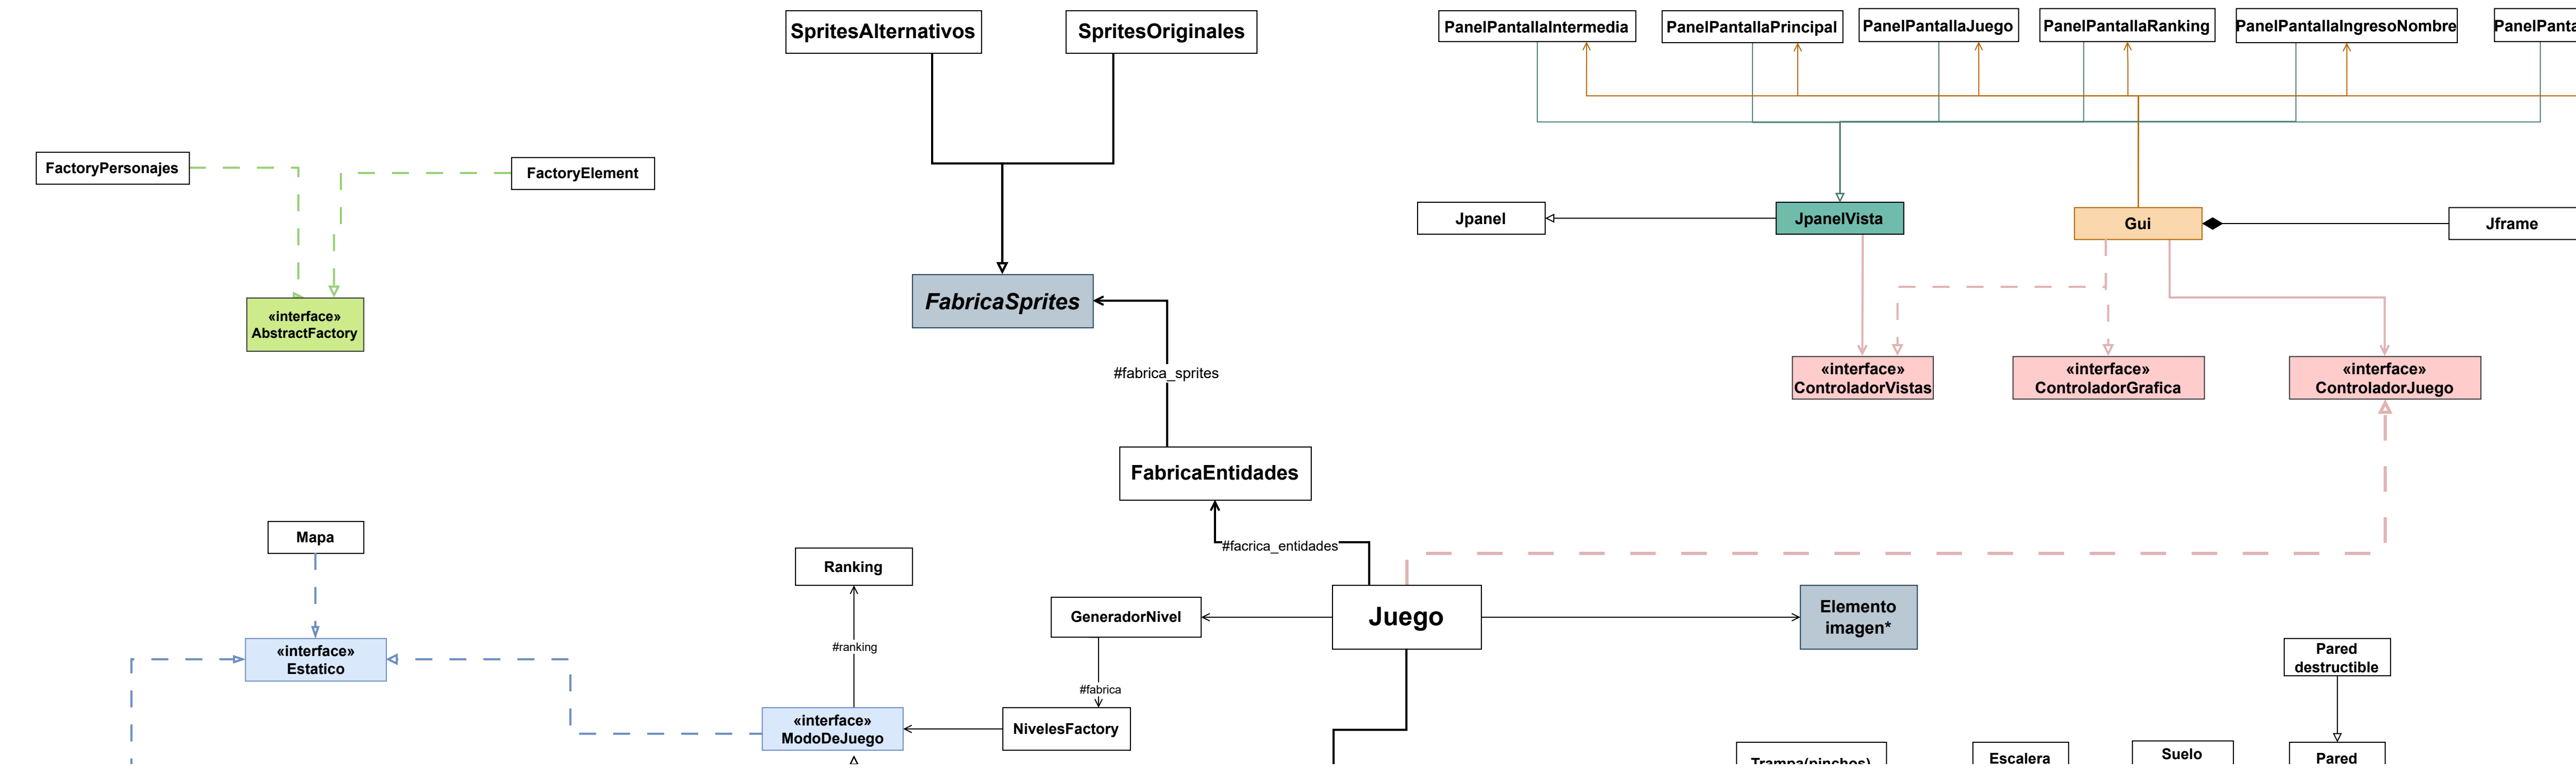 SpritesAlternativos
SpritesOriginales
PanelPantallaIntermedia
PanelPantallaPrincipal
PanelPantallaJuego
PanelPantallaRanking
PanelPantallaIngresoNombre
FactoryPersonajes
FactoryElement
Jpanel
JpanelVista
Gui
Jframe
FabricaSprites
«interface»
AbstractFactory
#fabrica_sprites
«interface»
ControladorVistas
«interface»
ControladorGrafica
«interface»
ControladorJuego
FabricaEntidades
Mapa
#facrica_entidades
Ranking
GeneradorNivel
Juego
Elemento
imagen*
#ranking
«interface»
Estatico
Pared
destructible
#fabrica
«interface»
ModoDeJuego
NivelesFactory
Trampa(pinchos)
Escalera
Suelo
Pared